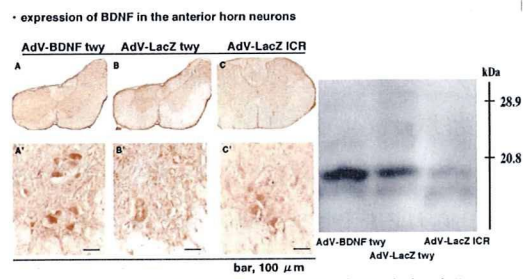 ・expression of BDNF in the anterior horn neurons
AdV-BDNF twy AdV-LacZ twy AdV-LacZ ICR
A B C
kDa
28.9
A' B' C'
20.8
AdV-BDNF twy AdV-LacZ ICR
AdV-LacZ twy
bar, 100 μm